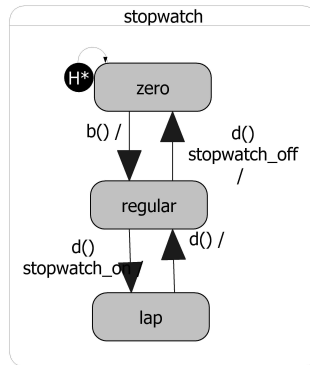 stopwatch
H*
zero
b() /
d()
stopwatch_off
/
regular
d()
stopwatch_on
d() /
lap